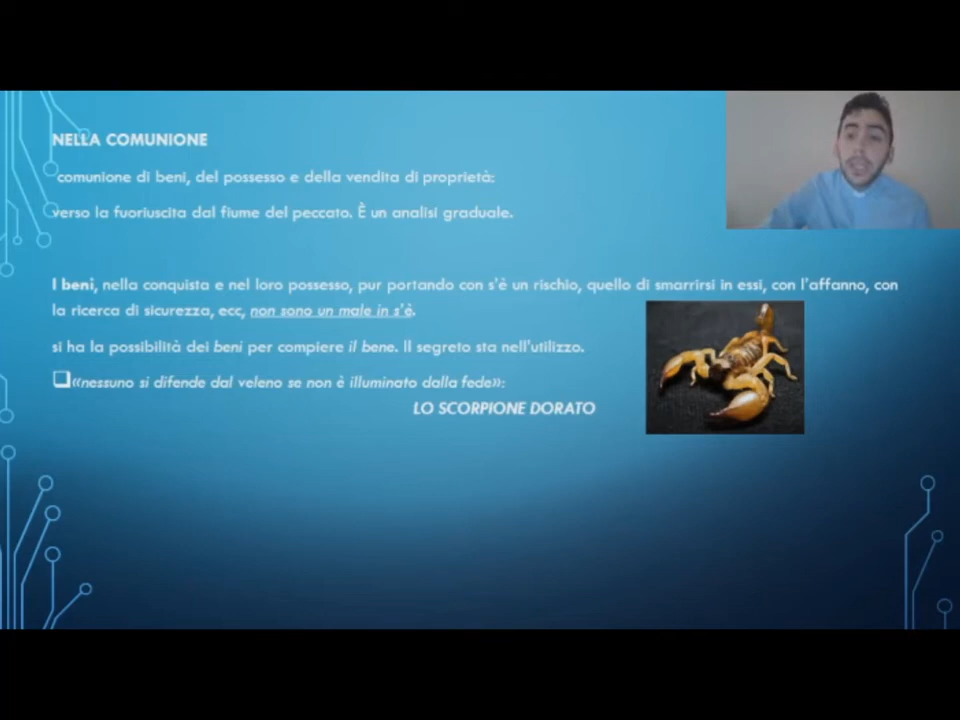 NELLA COMUNIONE
comunione di beni, del possesso e della vendita di proprietà:
verso la fuoriuscita dal fiume del peccato. È un analisi graduale.
I beni, nella conquista e nel loro possesso, pur portando con s'é un rischio, quello di smarrirsi in essi, con l'affanno, con
la ricerca di sicurezza, ecc, non sono un male in s'è.
si ha la possibilità dei beni per compiere il bene. Il segreto sta nell'utilizzo.
«nessuno si difende dal veleno se non è illuminato dalla fede»:
LO SCORPIONE DORATO